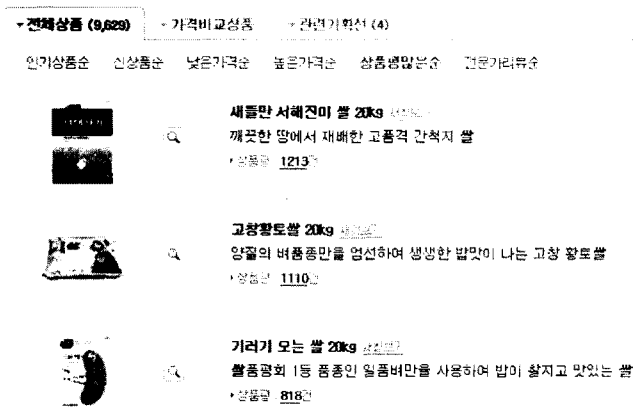 전체상품 (9,629) 가격비교상품 관련기획전 (4)
인기상품순 신상품순 낮은가격순 높은가격순 상품평많은순 전문가리뷰순
새들만 서해진미 쌀 20kg
깨끗한 땅에서 재배한 고품격 간척지 쌀
상품평 1213건
고창황토쌀 20kg
양질의 벼품종만을 엄선하여 생생한 밥맛이 나는 고창 황토쌀
상품평 1110건
기러기 모는 쌀 20kg
쌀품평회 1등 품종인 일품벼만을 사용하여 밥이 찰지고 맛있는 쌀
상품평 818건